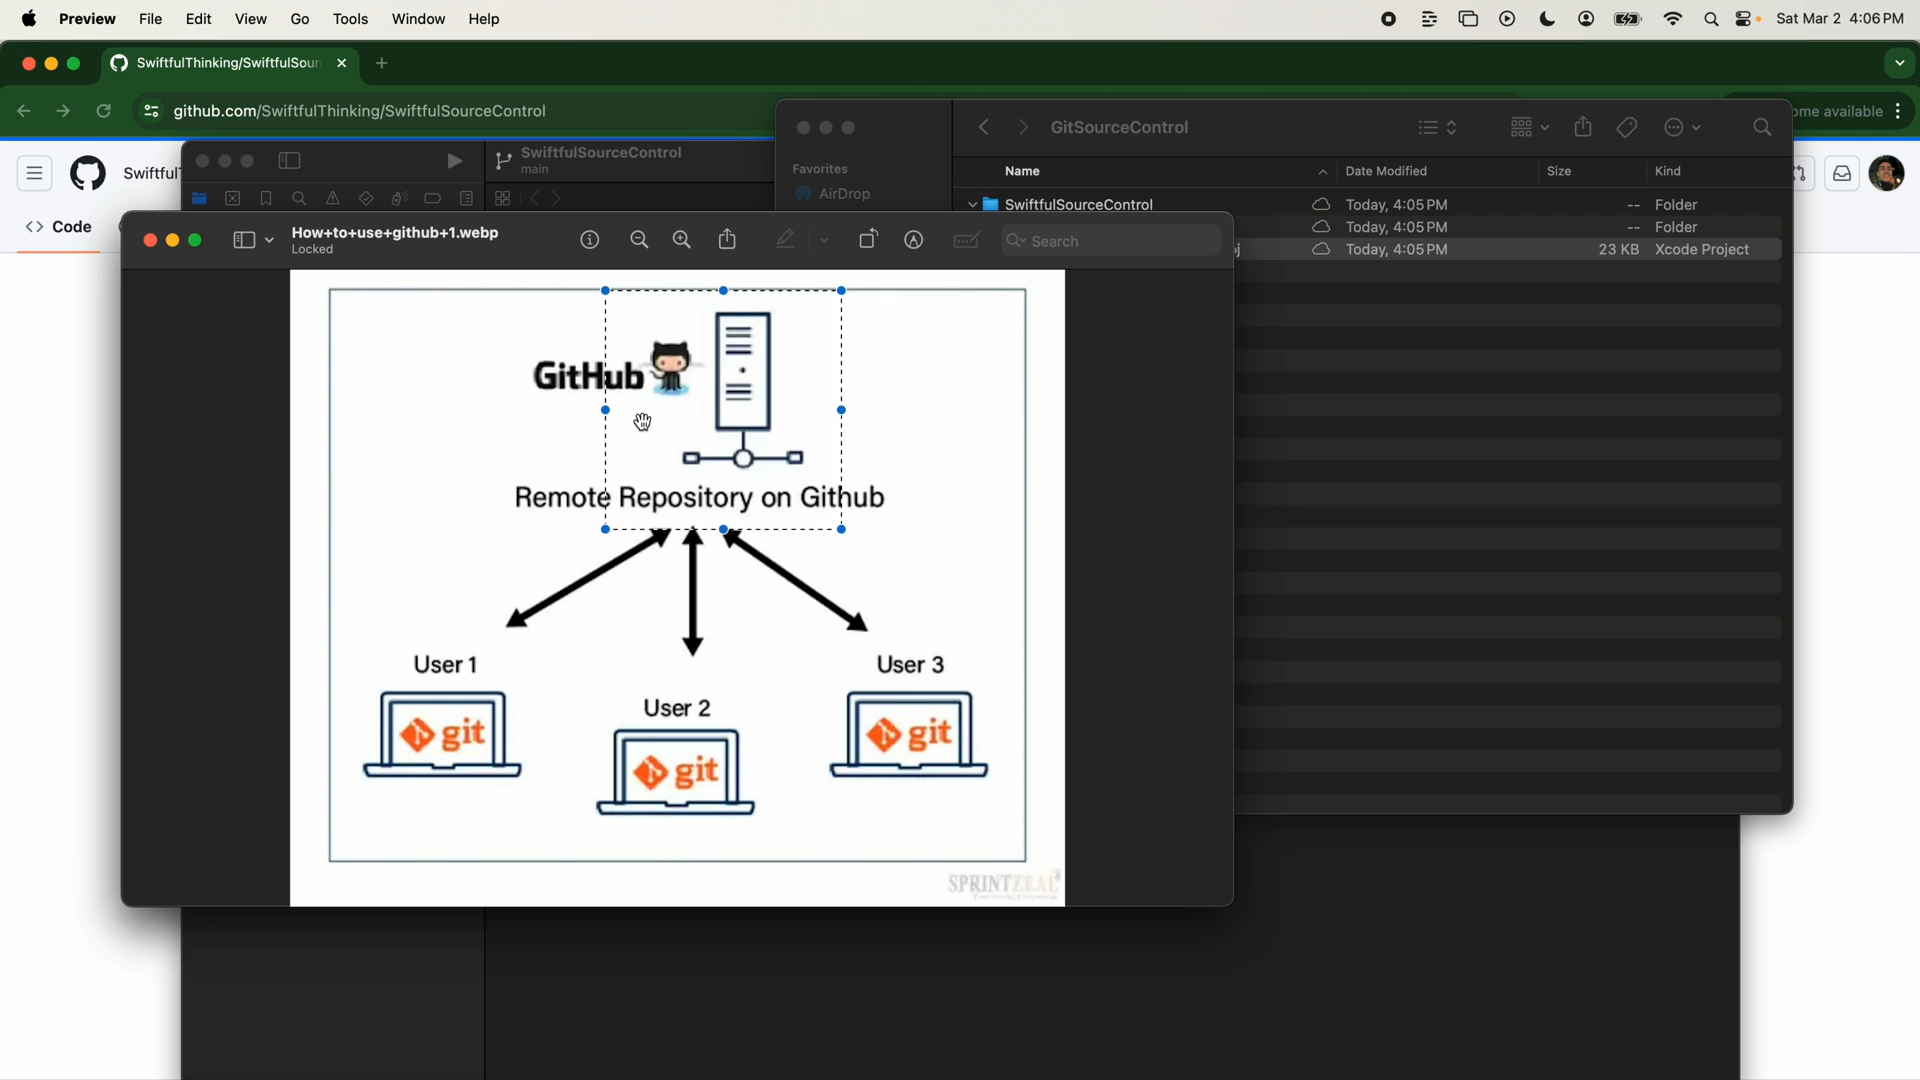 Preview File Edit View Go Tools Window Help
Sat Mar 2 4:06 PM
SwiftfulThinking/SwiftfulSour
github.com/SwiftfulThinking/SwiftfulSourceControl
ome available
Swiftful
Code
SwiftfulSourceControl
main
GitSourceControl
Favorites
AirDrop
Name Date Modified Size Kind
SwiftfulSourceControl Today, 4:05 PM -- Folder
Today, 4:05 PM -- Folder
j Today, 4:05 PM 23 KB Xcode Project
How+to+use+github+1.webp
Locked
Search
GitHub
Remote Repository on Github
User 1
User 2
User 3
git
git
git
SPRINTZEAL